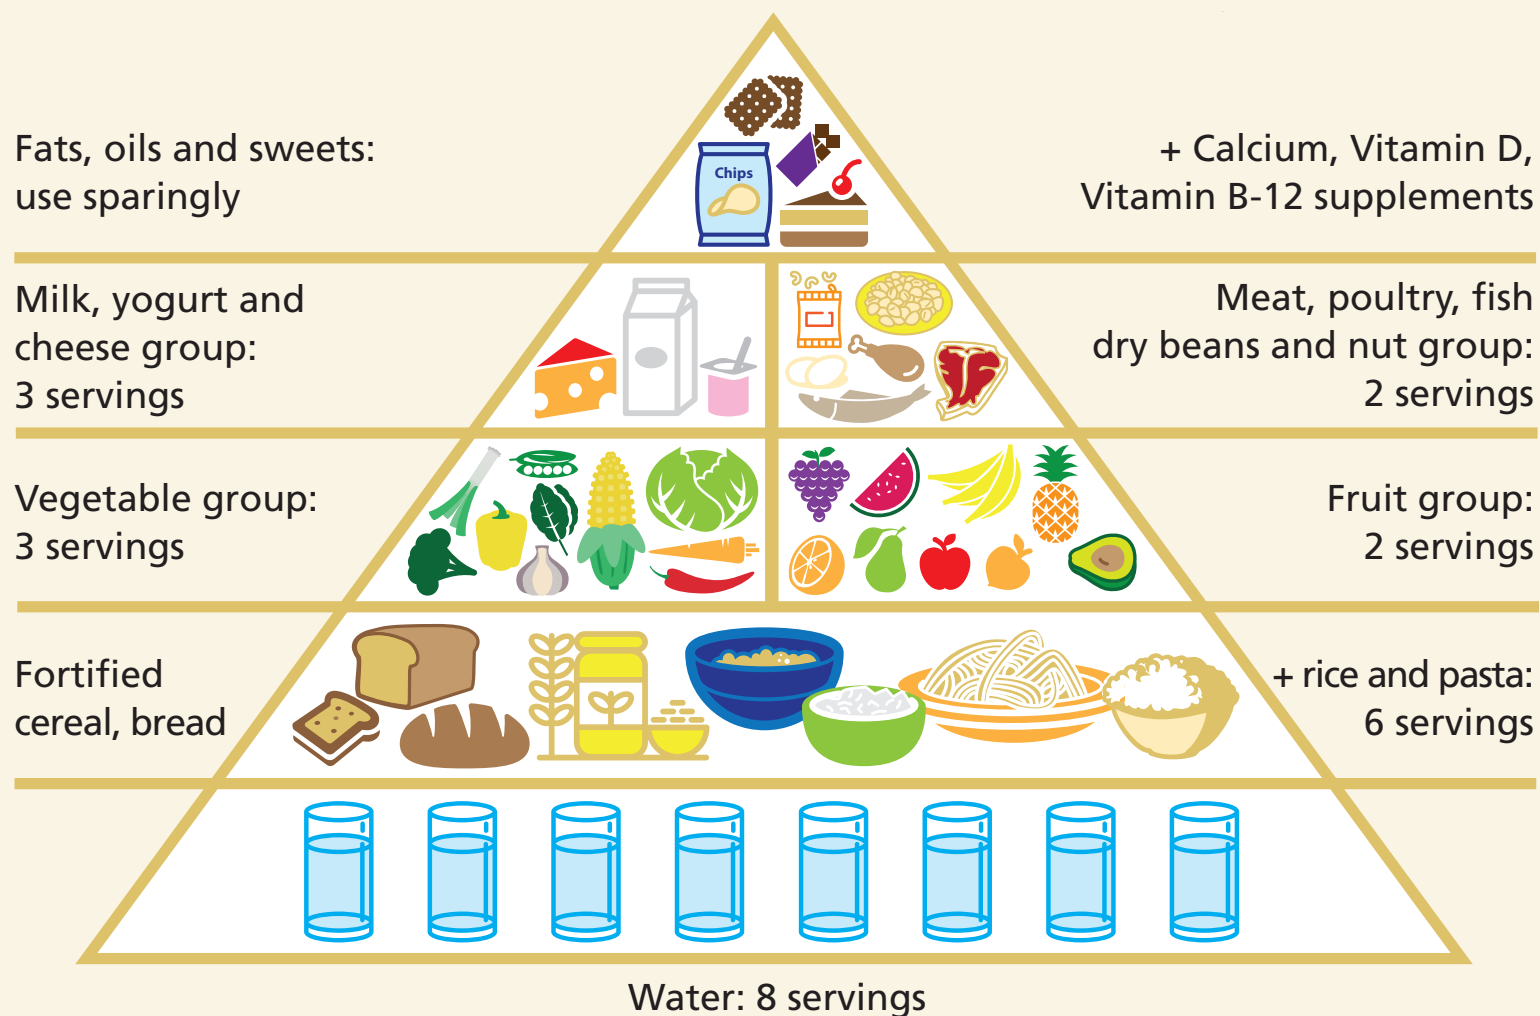 Fats, oils and sweets:
use sparingly
Chips
+ Calcium, Vitamin D,
Vitamin B-12 supplements
Milk, yogurt and
cheese group:
3 servings
Meat, poultry, fish
dry beans and nut group:
2 servings
Vegetable group:
3 servings
Fruit group:
2 servings
Fortified
cereal, bread
+ rice and pasta:
6 servings
Water: 8 servings